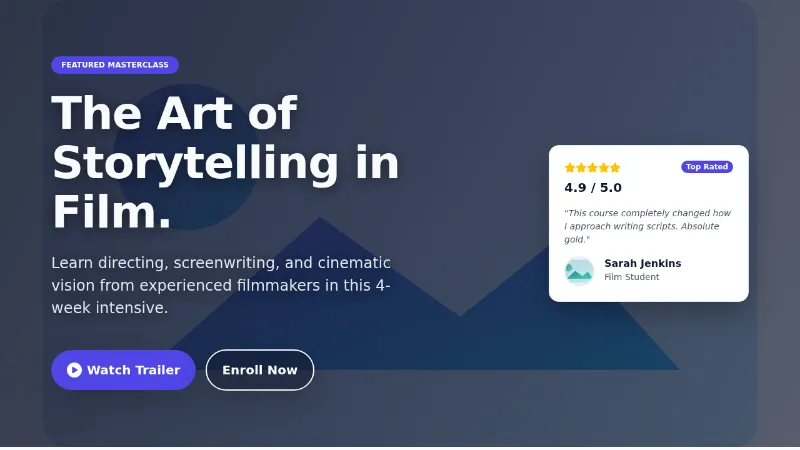 FEATURED MASTERCLASS
The Art of
Storytelling in
Film.
Learn directing, screenwriting, and cinematic
vision from experienced filmmakers in this 4-
week intensive.
Watch Trailer
Enroll Now
Top Rated
4.9 / 5.0
"This course completely changed how
I approach writing scripts. Absolute
gold."
Sarah Jenkins
Film Student